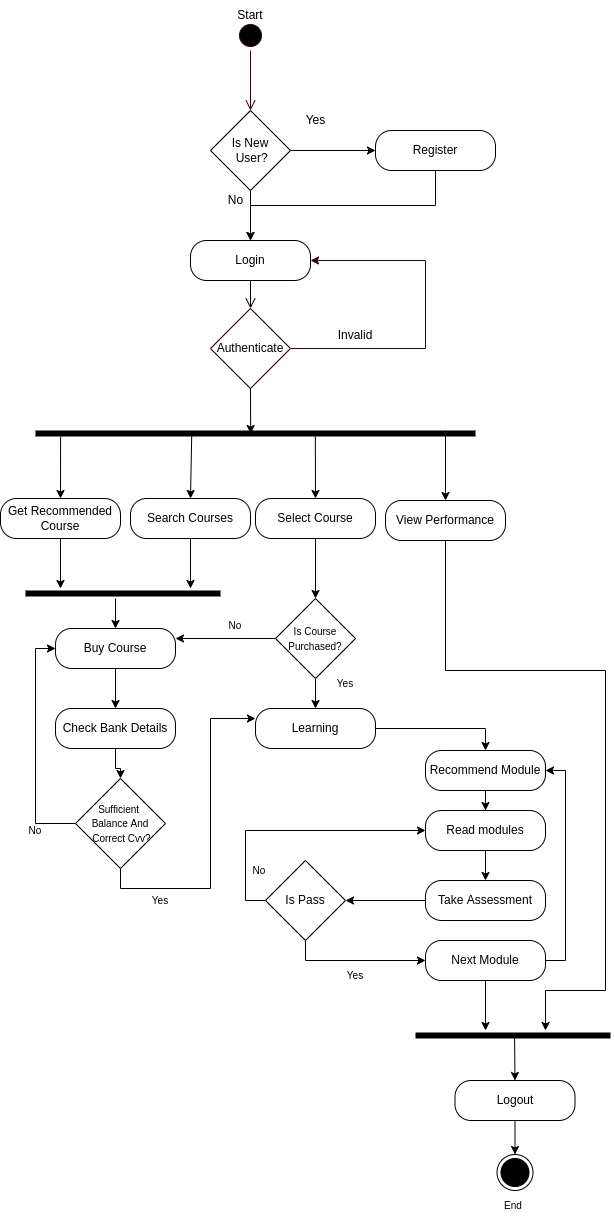 Start
Yes
Is New
User?
Register
No
Login
Invalid
Authenticate
Get Recommended
Course
Search Courses
Select Course
View Performance
No
Is Course
Purchased?
Buy Course
Yes
Check Bank Details
Learning
Recommend Module
Sufficient
Balance And
Correct Cvv?
No
Read modules
No
Yes
Is Pass
Take Assessment
Next Module
Yes
Logout
End